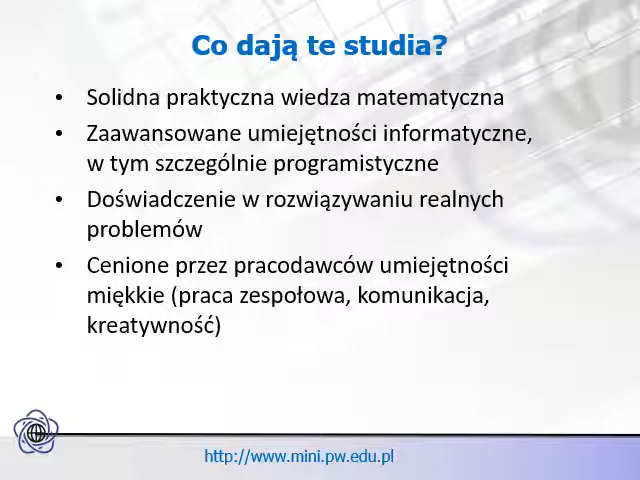 Co dają te studia?
• Solidna praktyczna wiedza matematyczna
• Zaawansowane umiejętności informatyczne,
w tym szczególnie programistyczne
• Doświadczenie w rozwiązywaniu realnych
problemów
• Cenione przez pracodawców umiejętności
miękkie (praca zespołowa, komunikacja,
kreatywność)
http://www.mini.pw.edu.pl